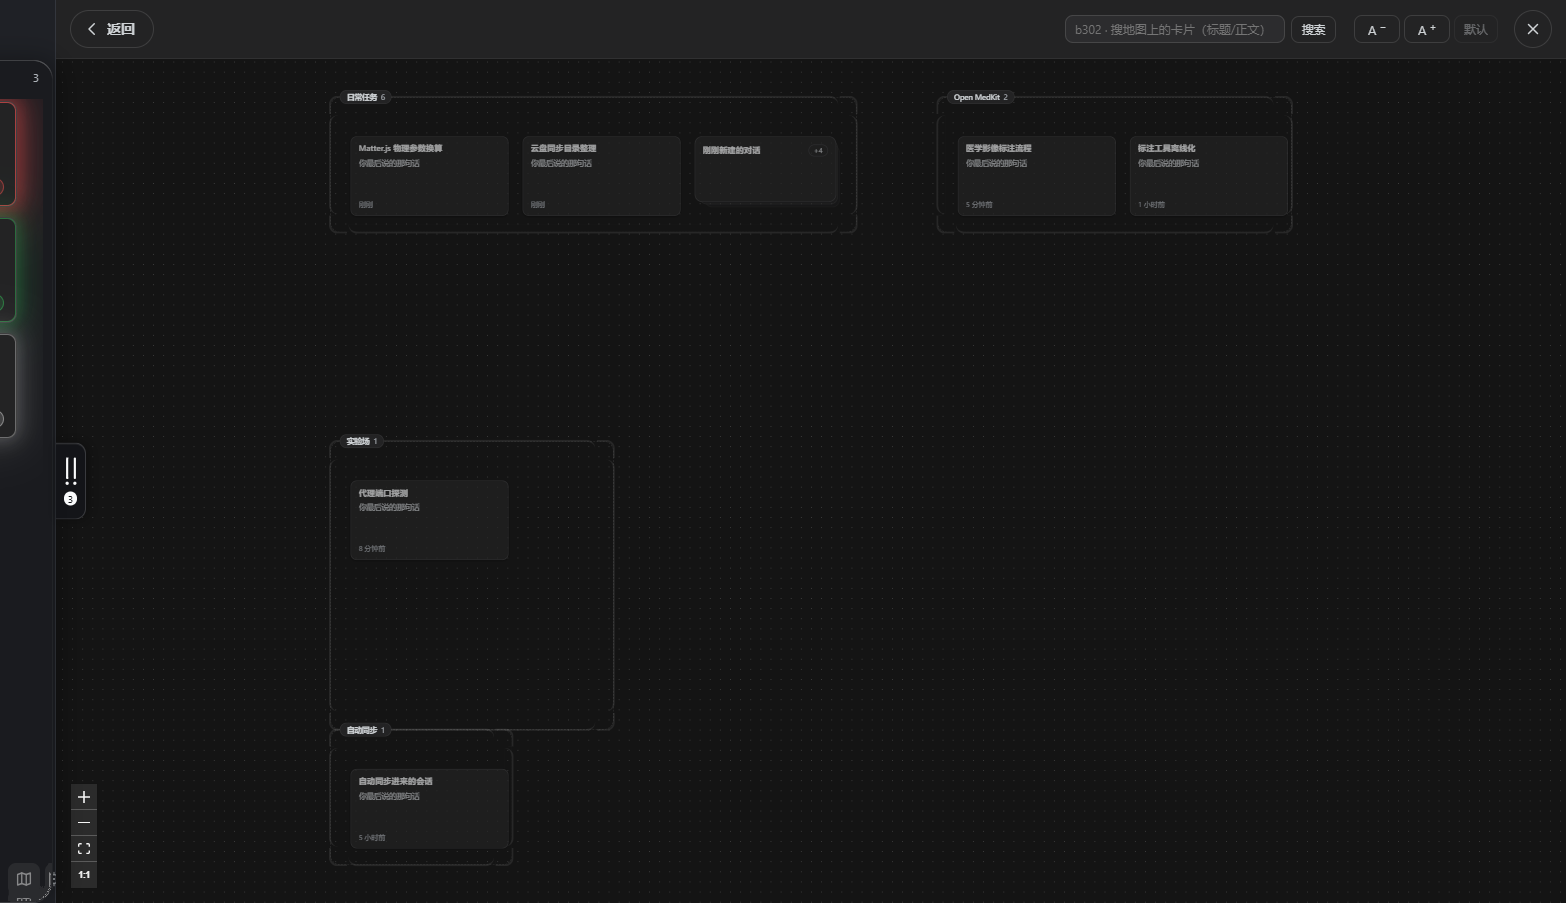 返回
b302 · 搜地图上的卡片（标题/正文）
搜索
A⁻
A⁺
默认
3
日常任务 6
Matter.js 物理参数换算
你最后说的那句话
刚刚
云盘同步目录整理
你最后说的那句话
刚刚
刚刚新建的对话
+4
Open MedKit 2
医学影像标注流程
你最后说的那句话
5 分钟前
标注工具离线化
你最后说的那句话
1 小时前
实验场 1
代理端口探测
你最后说的那句话
8 分钟前
3
自动同步 1
自动同步进来的会话
你最后说的那句话
5 小时前
1:1